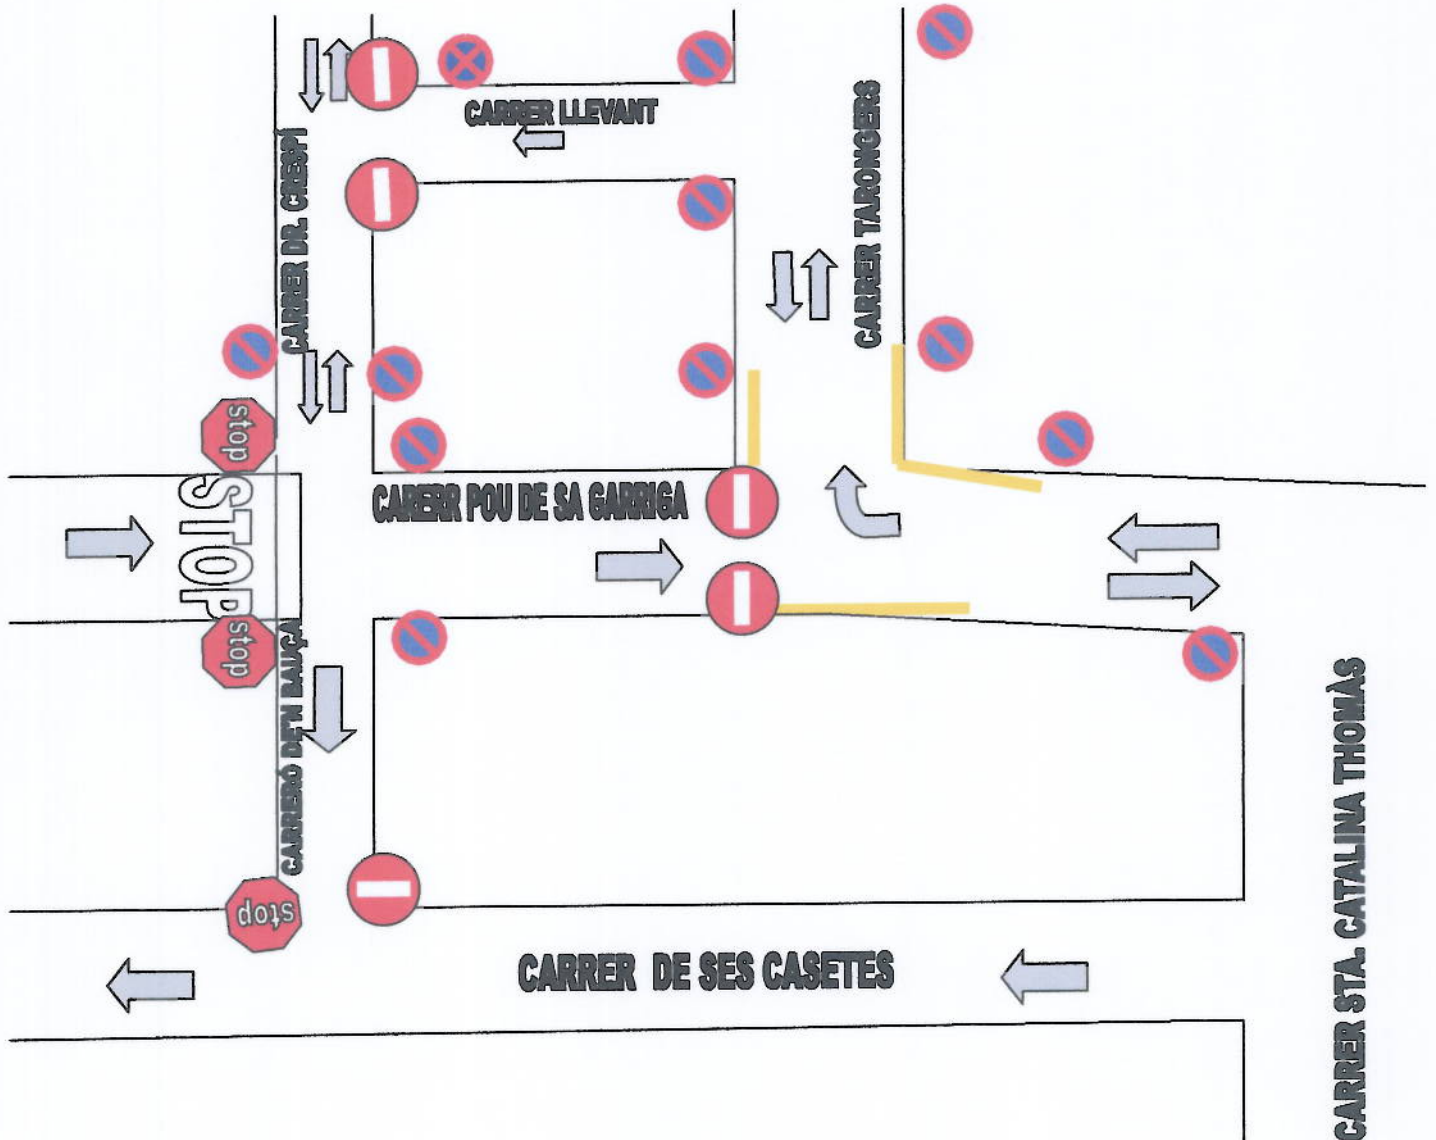 CARRER LLEVANT
CARRER DR. CRESPÍ
CARRER TARONGERS
stop
STOP
CARERR POU DE SA GARRIGA
stop
CARRERÓ DE'N BAUÇA
stop
CARRER DE SES CASETES
CARRER STA. CATALINA THOMÀS